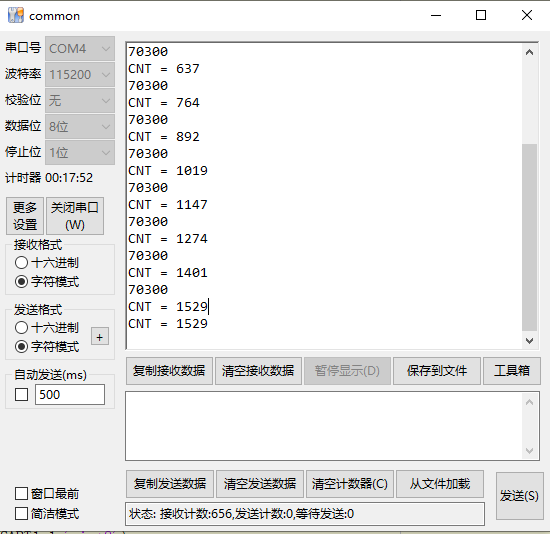 common
串口号 COM4
波特率 115200
校验位 无
数据位 8位
停止位 1位
计时器 00:17:52
更多设置
关闭串口(W)
接收格式
十六进制
字符模式
发送格式
十六进制
字符模式
+
自动发送(ms)
500
窗口最前
简洁模式
70300
CNT = 637
70300
CNT = 764
70300
CNT = 892
70300
CNT = 1019
70300
CNT = 1147
70300
CNT = 1274
70300
CNT = 1401
70300
CNT = 1529
CNT = 1529
复制接收数据
清空接收数据
暂停显示(D)
保存到文件
工具箱
复制发送数据
清空发送数据
清空计数器(C)
从文件加载
发送(S)
状态: 接收计数:656,发送计数:0,等待发送:0